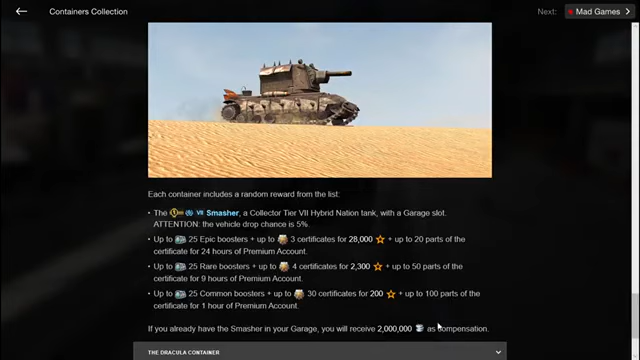 Containers Collection
Next: Mad Games
Each container includes a random reward from the list:
• The VII Smasher, a Collector Tier VII Hybrid Nation tank, with a Garage slot.
ATTENTION: the vehicle drop chance is 5%.
• Up to 25 Epic boosters + up to 3 certificates for 28,000 + up to 20 parts of the
certificate for 24 hours of Premium Account.
• Up to 25 Rare boosters + up to 4 certificates for 2,300 + up to 50 parts of the
certificate for 9 hours of Premium Account.
• Up to 25 Common boosters + up to 30 certificates for 200 + up to 100 parts of the
certificate for 1 hour of Premium Account.
If you already have the Smasher in your Garage, you will receive 2,000,000 as compensation.
THE DRACULA CONTAINER